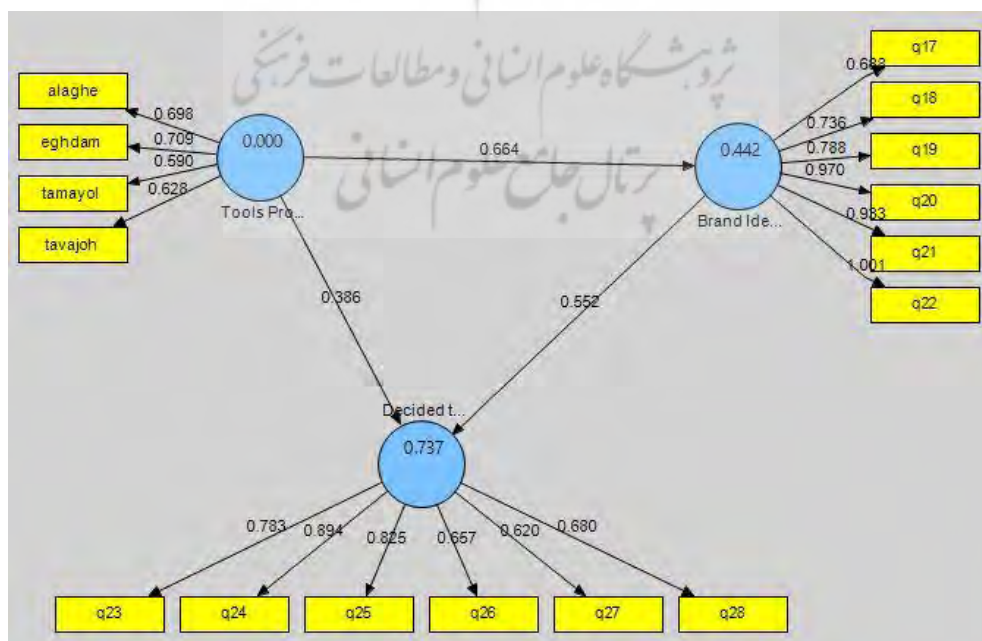 پژوهشگاه علوم انسانی و مطالعات فرهنگی
پرتال جامع علوم انسانی
alaghe
eghdam
tamayol
tavajoh
0.698
0.709
0.590
0.628
0.000
Tools Pro...
0.664
0.442
Brand Ide...
0.688
0.736
0.788
0.970
0.933
1.001
q17
q18
q19
q20
q21
q22
0.386
0.552
Decided t...
0.737
0.783
0.894
0.825
0.657
0.620
0.680
q23
q24
q25
q26
q27
q28